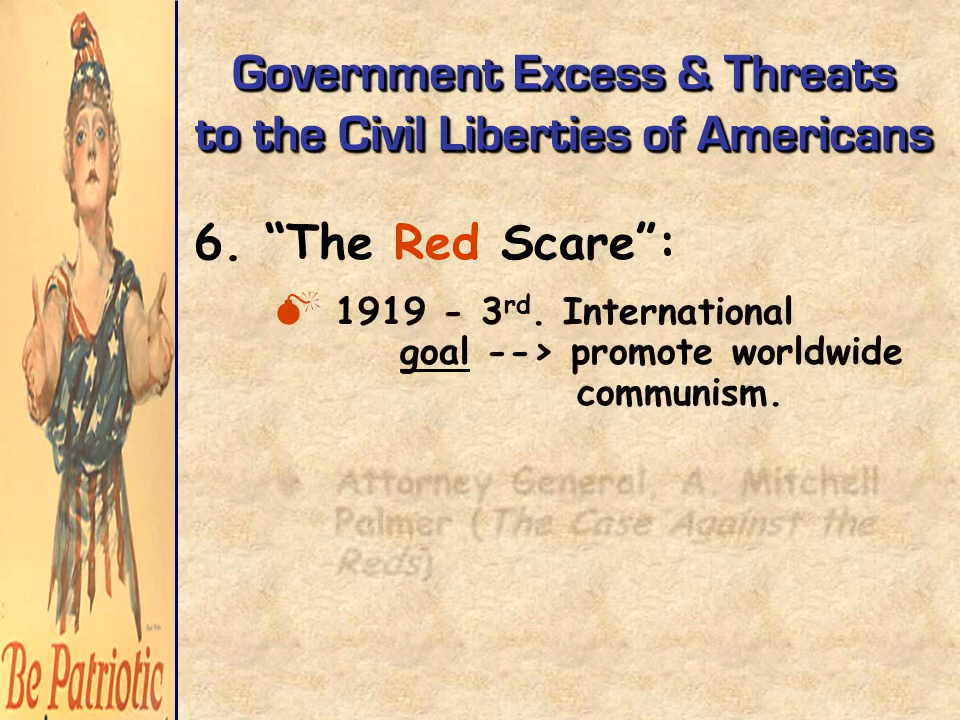 Government Excess & Threats
to the Civil Liberties of Americans
6. “The Red Scare”:
1919 - 3rd. International
goal --> promote worldwide
communism.
Attorney General, A. Mitchell
Palmer (The Case Against the
Reds)
Be Patriotic